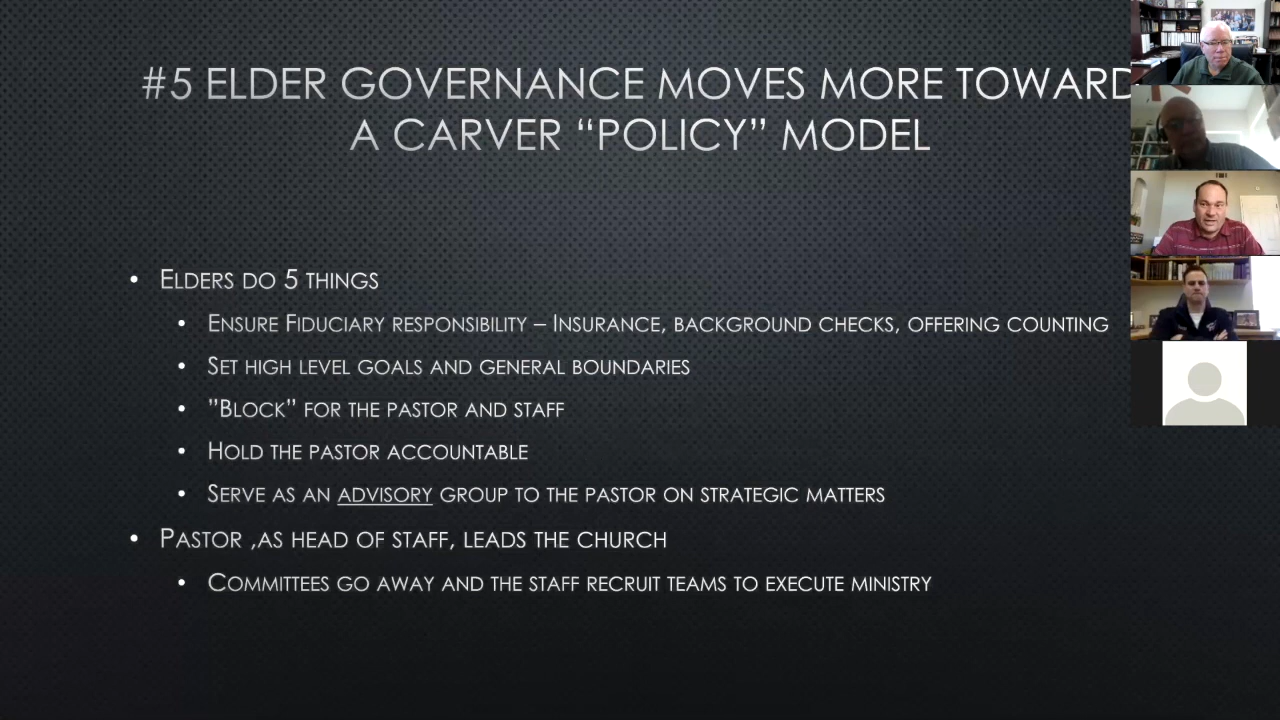 #5 ELDER GOVERNANCE MOVES MORE TOWARD
A CARVER “POLICY” MODEL
• ELDERS DO 5 THINGS
• ENSURE FIDUCIARY RESPONSIBILITY – INSURANCE, BACKGROUND CHECKS, OFFERING COUNTING
• SET HIGH LEVEL GOALS AND GENERAL BOUNDARIES
• ”BLOCK” FOR THE PASTOR AND STAFF
• HOLD THE PASTOR ACCOUNTABLE
• SERVE AS AN ADVISORY GROUP TO THE PASTOR ON STRATEGIC MATTERS
• PASTOR ,AS HEAD OF STAFF, LEADS THE CHURCH
• COMMITTEES GO AWAY AND THE STAFF RECRUIT TEAMS TO EXECUTE MINISTRY